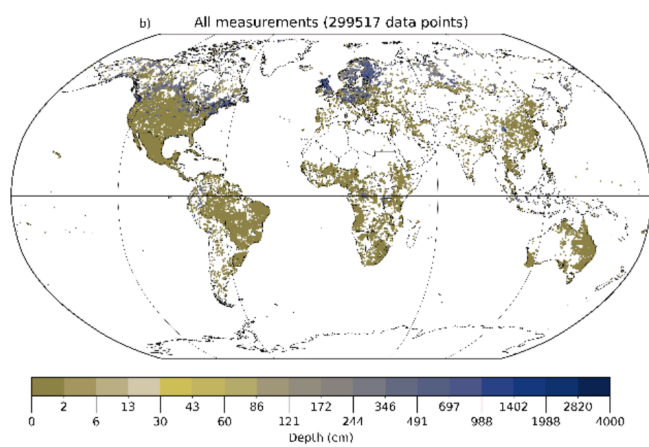 b) All measurements (299517 data points)
2 13 43 86 172 346 697 1402 2820
0 6 30 60 121 244 491 988 1988 4000
Depth (cm)